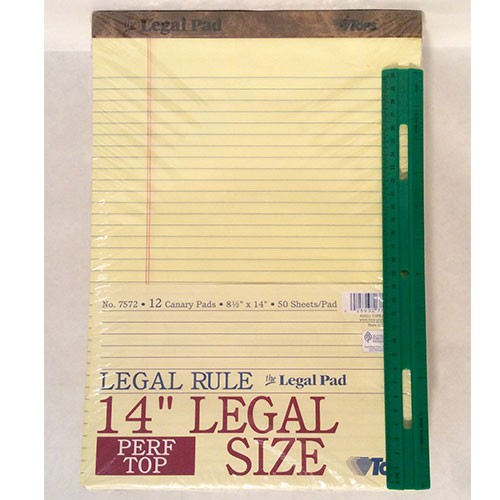 the Legal Pad TOPS
No. 7572 • 12 Canary Pads • 8½" x 14" • 50 Sheets/Pad
LEGAL RULE the Legal Pad
14" LEGAL
PERF
TOP
SIZE